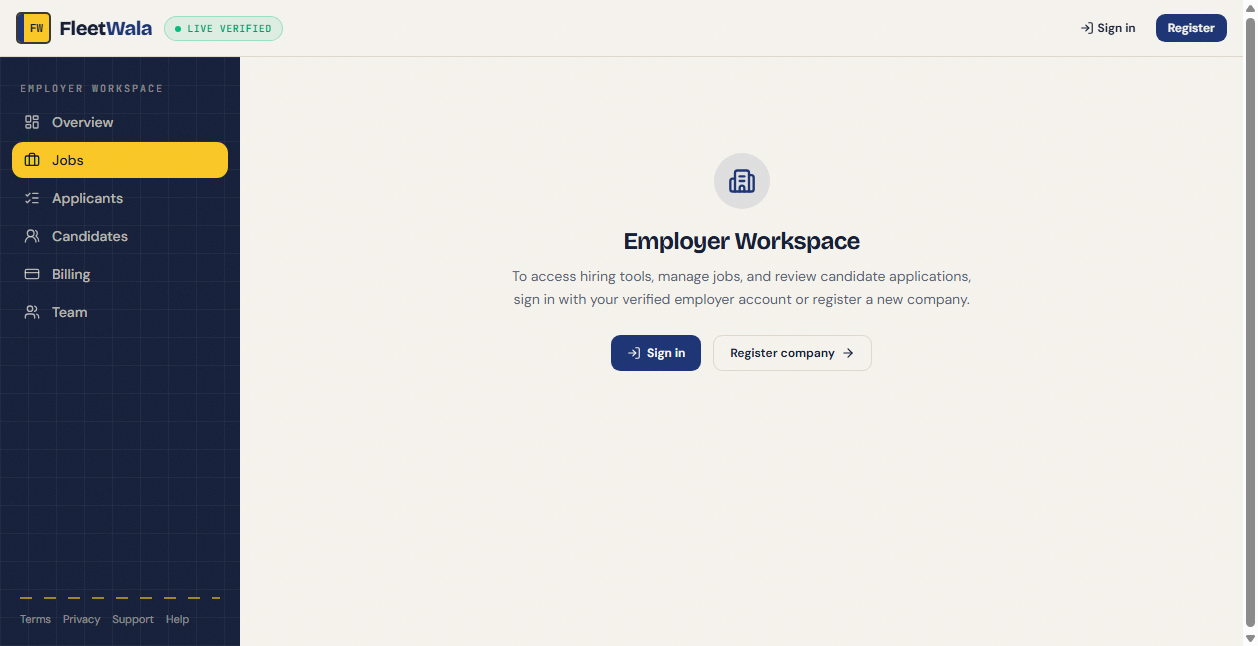 FW FleetWala LIVE VERIFIED Sign in Register
EMPLOYER WORKSPACE
Overview
Jobs
Applicants
Candidates
Billing
Team
Terms Privacy Support Help
Employer Workspace
To access hiring tools, manage jobs, and review candidate applications,
sign in with your verified employer account or register a new company.
Sign in Register company